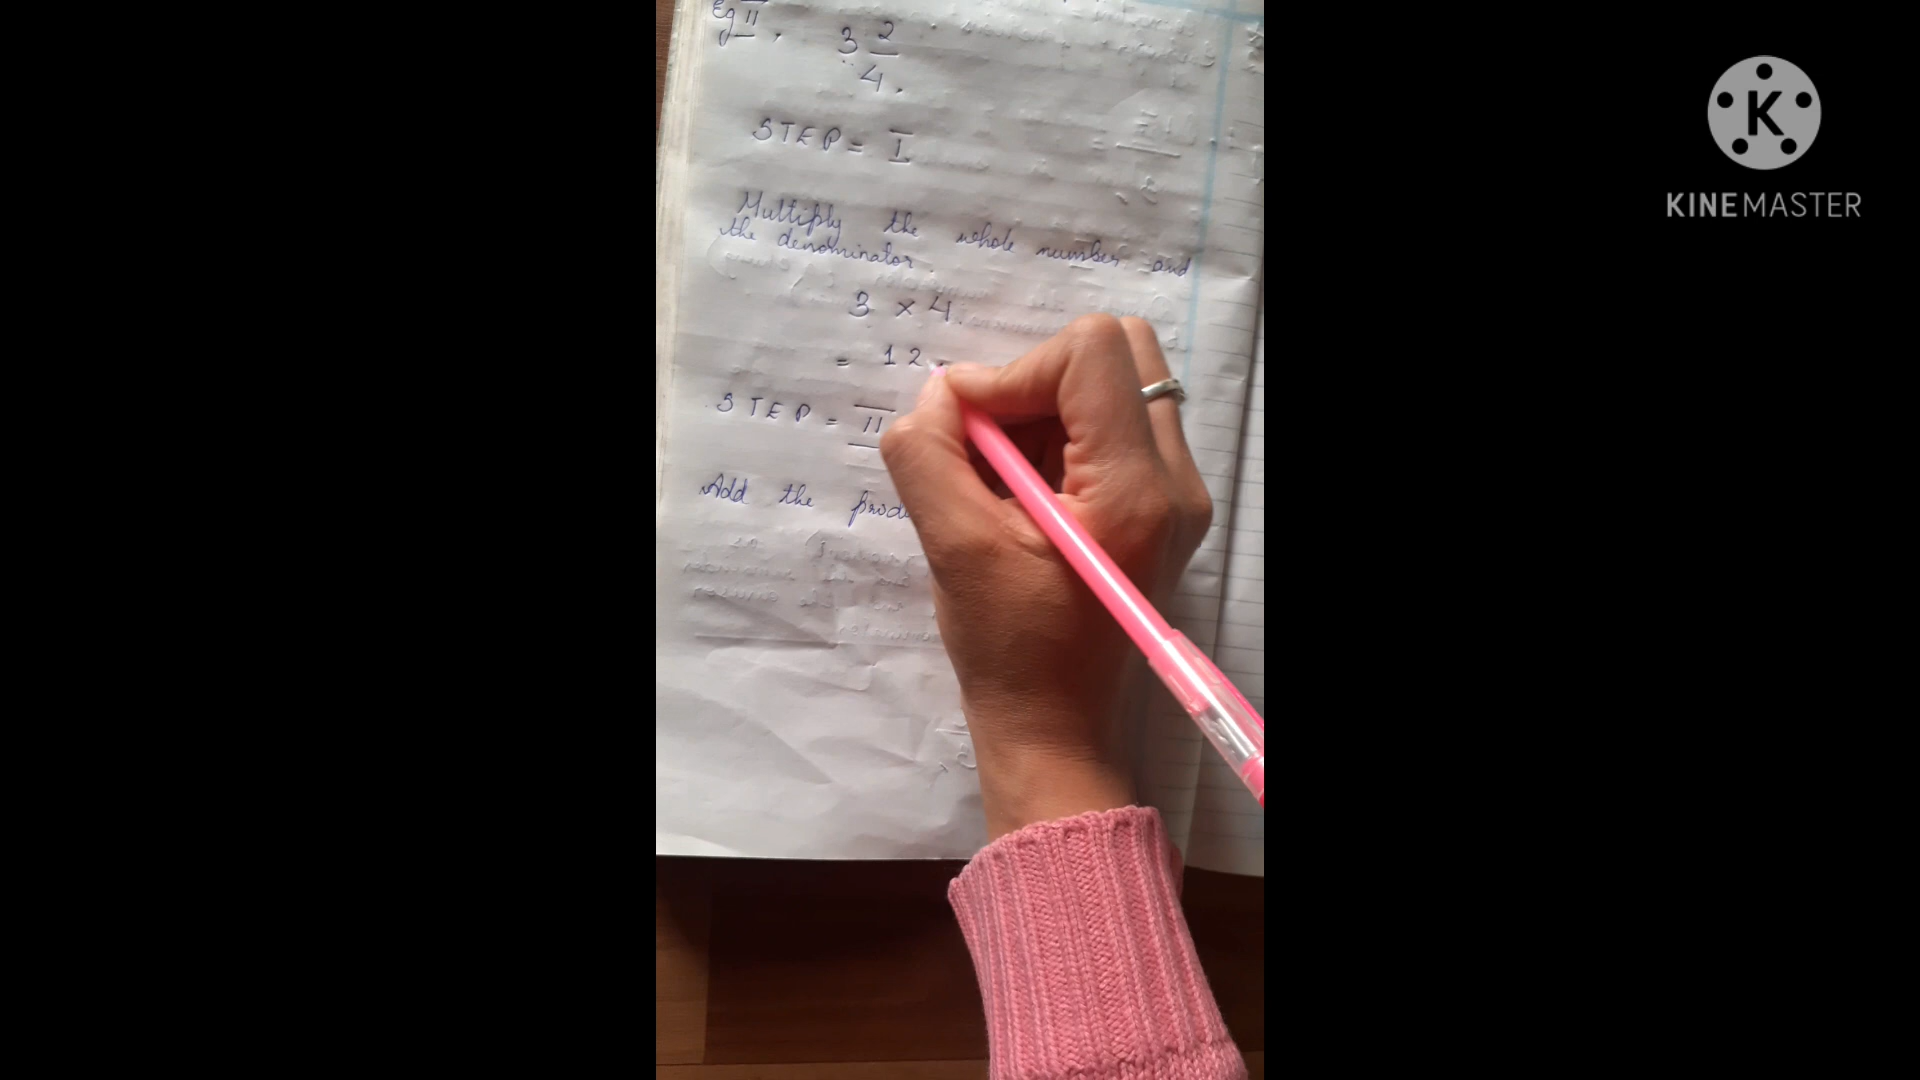 Eg II.
3 2/4.
STEP = I
Multiply the whole number and
the denominator.
3 × 4.
= 12.
STEP = II
Add the
K
KINEMASTER